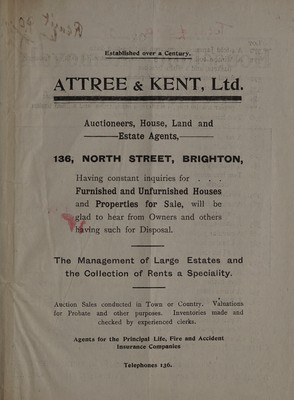 Established over a Century.
ATTREE & KENT, Ltd.
Auctioneers, House, Land and
Estate Agents,
136, NORTH STREET, BRIGHTON,
Having constant inquiries for . . .
Furnished and Unfurnished Houses
and Properties for Sale, will be
glad to hear from Owners and others
having such for Disposal.
The Management of Large Estates and
the Collection of Rents a Speciality.
Auction Sales conducted in Town or Country. Valuations
for Probate and other purposes. Inventories made and
checked by experienced clerks.
Agents for the Principal Life, Fire and Accident
Insurance Companies
Telephones 136.